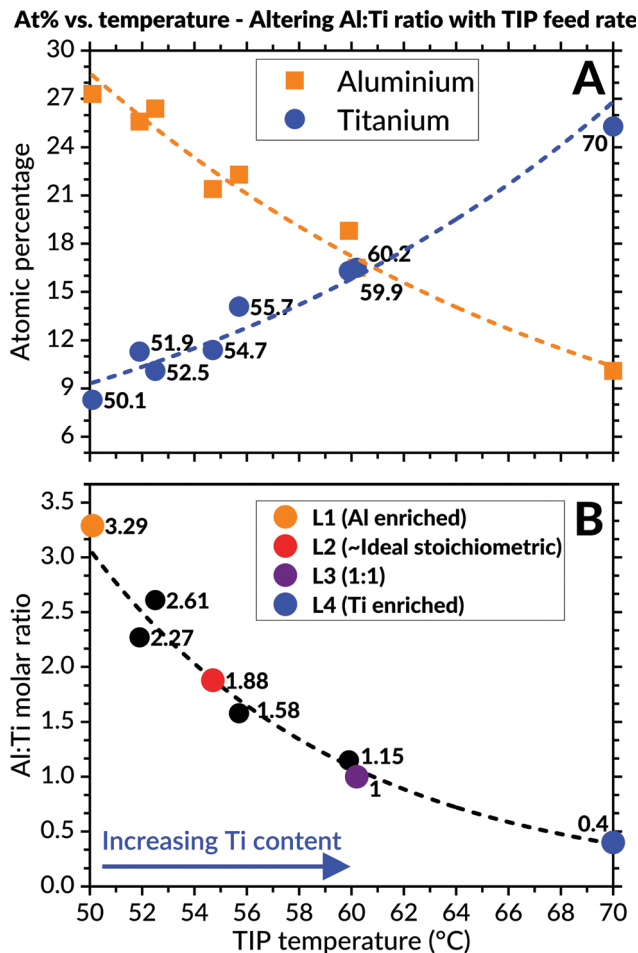 At% vs. temperature - Altering Al:Ti ratio with TIP feed rate
30
27
24
21
18
15
12
9
6
Atomic percentage
Aluminium
Titanium
A
70
60.2
59.9
55.7
51.9
54.7
52.5
50.1
3.5
3.0
2.5
2.0
1.5
1.0
0.5
0.0
Al:Ti molar ratio
L1 (Al enriched)
L2 (~Ideal stoichiometric)
L3 (1:1)
L4 (Ti enriched)
B
3.29
2.61
2.27
1.88
1.58
1.15
1
0.4
Increasing Ti content
50 52 54 56 58 60 62 64 66 68 70
TIP temperature (°C)